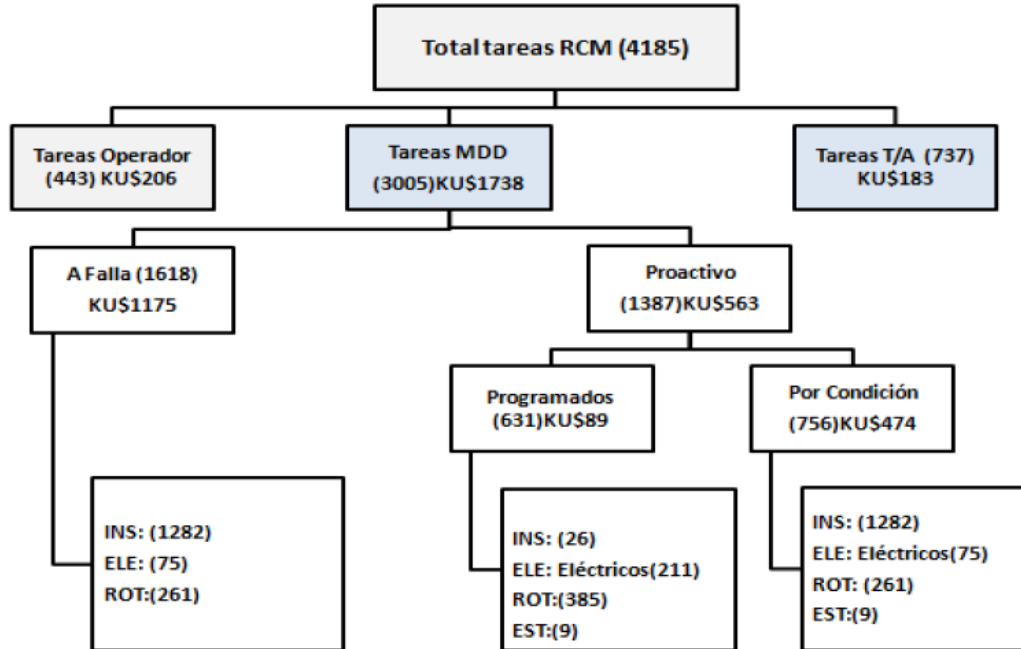 Total tareas RCM (4185)
Tareas Operador
(443) KU$206
Tareas MDD
(3005)KU$1738
Tareas T/A (737)
KU$183
A Falla (1618)
KU$1175
Proactivo
(1387)KU$563
Programados
(631)KU$89
Por Condición
(756)KU$474
INS: (1282)
ELE: (75)
ROT:(261)
INS: (26)
ELE: Eléctricos(211)
ROT:(385)
EST:(9)
INS: (1282)
ELE: Eléctricos(75)
ROT: (261)
EST:(9)